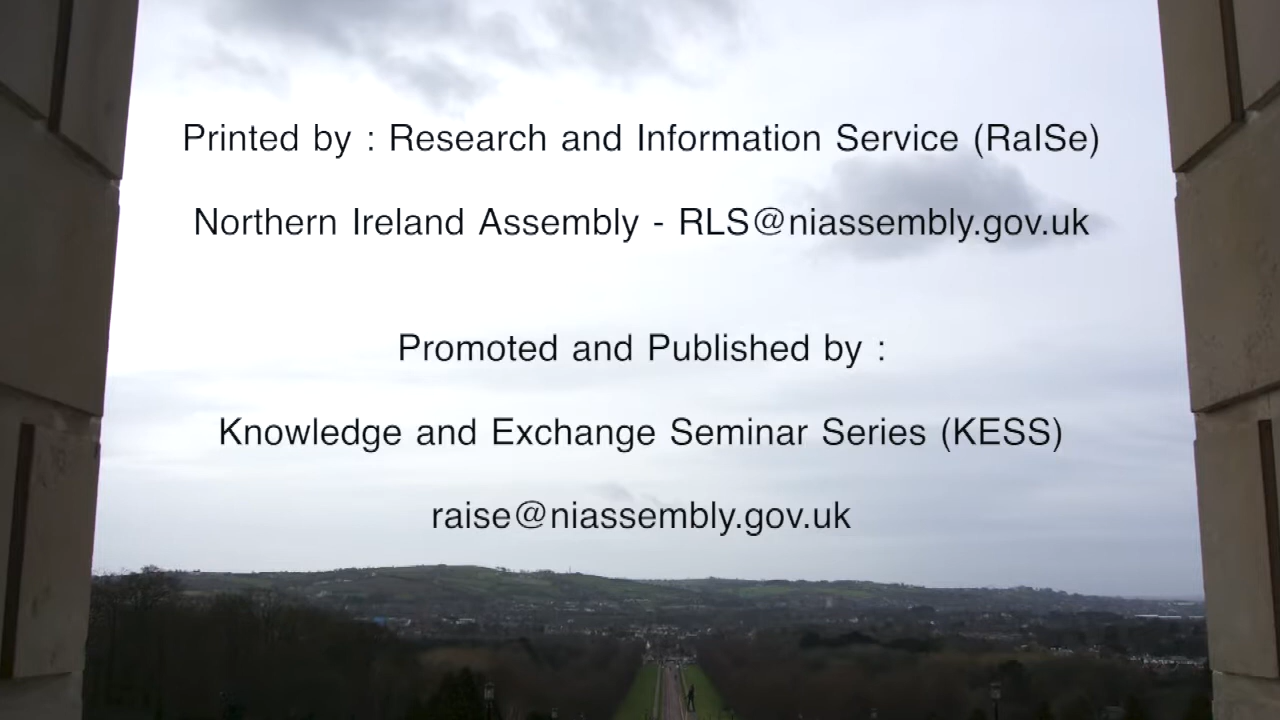 Printed by : Research and Information Service (RaISe)
Northern Ireland Assembly - RLS@niassembly.gov.uk
Promoted and Published by :
Knowledge and Exchange Seminar Series (KESS)
raise@niassembly.gov.uk